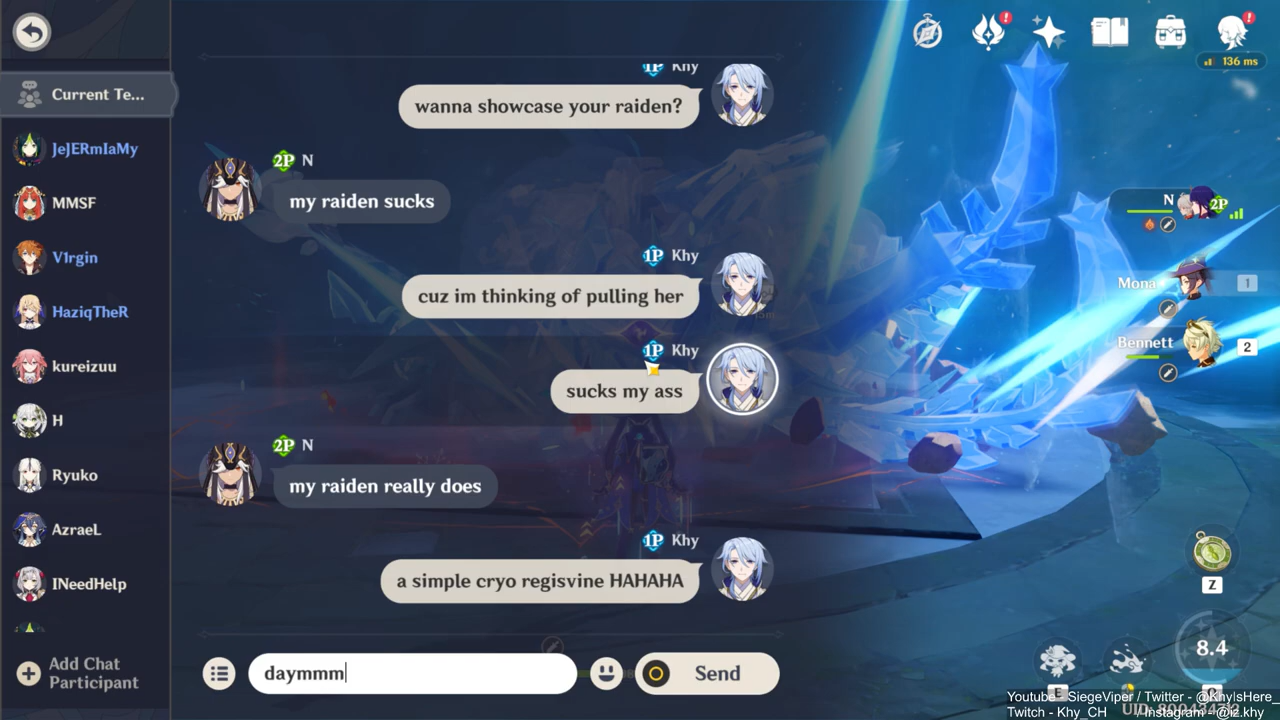 136 ms
Current Te...
1P Khy
wanna showcase your raiden?
JeJERmIaMy
2P N
my raiden sucks
MMSF
N
2P
V1rgin
1P Khy
cuz im thinking of pulling her
Mona
1
HaziqTheR
1P Khy
Bennett
2
kureizuu
sucks my ass
H
2P N
Ryuko
my raiden really does
AzraeL
1P Khy
INeedHelp
a simple cryo regisvine HAHAHA
Z
8.4
Add Chat
Participant
daymmm
Send
E
Youtube - SiegeViper / Twitter - @KhyIsHere_
Twitch - Khy_CH / Instagram - @iz.khy